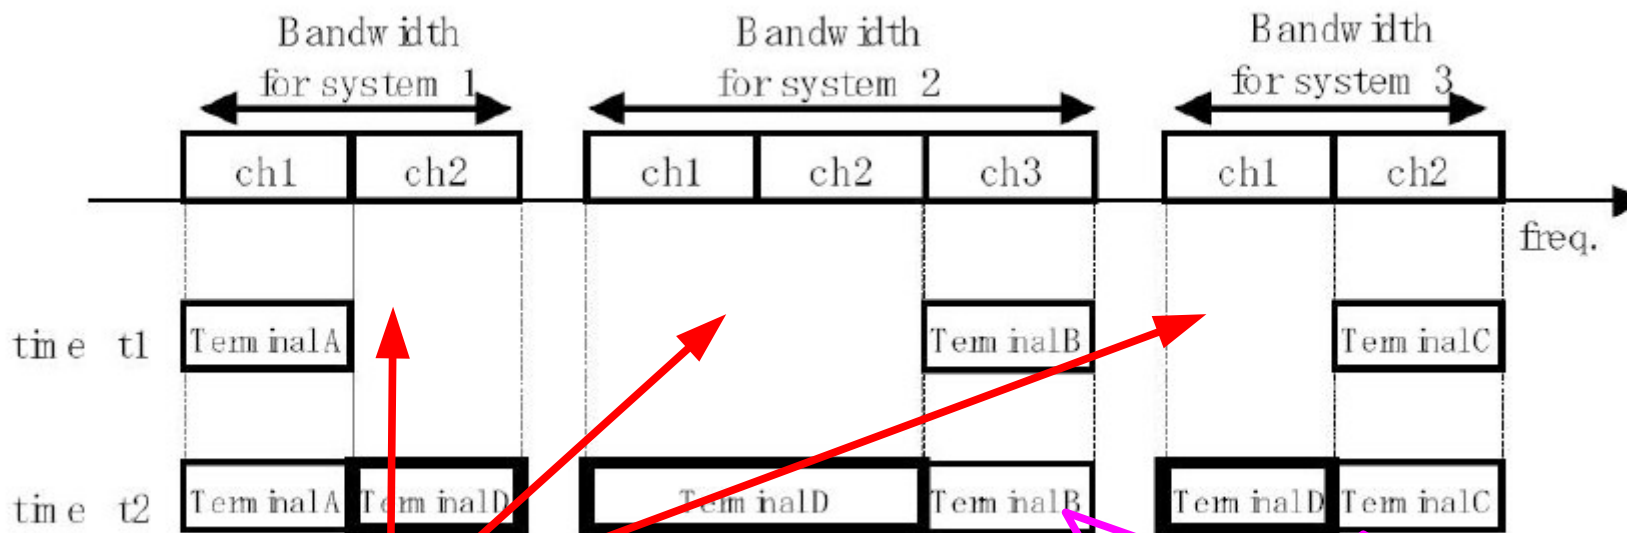 Bandwidth
for system 1
Bandwidth
for system 2
Bandwidth
for system 3
ch1 ch2 ch1 ch2 ch3 ch1 ch2
freq.
time t1 TerminalA TerminalB TerminalC
time t2 TerminalA TerminalD TerminalD TerminalB TerminalD TerminalC